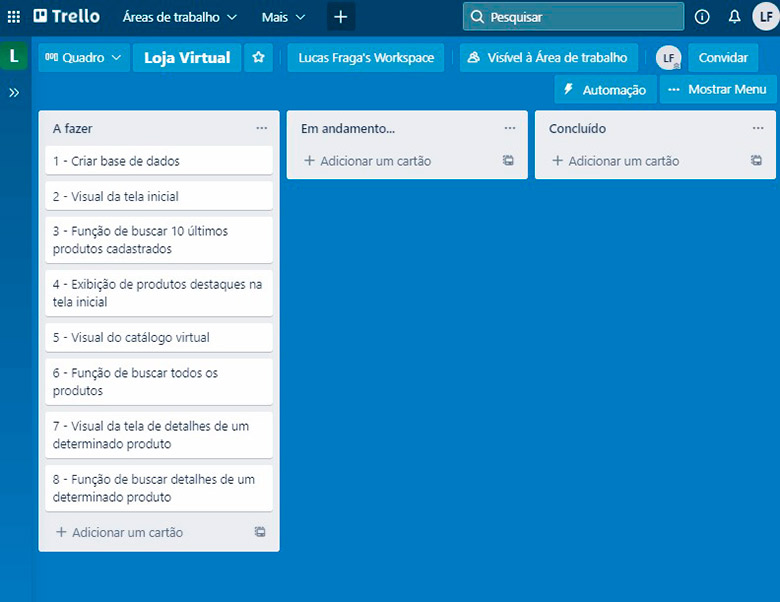 Trello Áreas de trabalho Mais Pesquisar LF
L Quadro Loja Virtual Lucas Fraga's Workspace Visível à Área de trabalho LF Convidar
Automação Mostrar Menu
A fazer
1 - Criar base de dados
2 - Visual da tela inicial
3 - Função de buscar 10 últimos
produtos cadastrados
4 - Exibição de produtos destaques na
tela inicial
5 - Visual do catálogo virtual
6 - Função de buscar todos os
produtos
7 - Visual da tela de detalhes de um
determinado produto
8 - Função de buscar detalhes de um
determinado produto
Adicionar um cartão
Em andamento...
Adicionar um cartão
Concluído
Adicionar um cartão